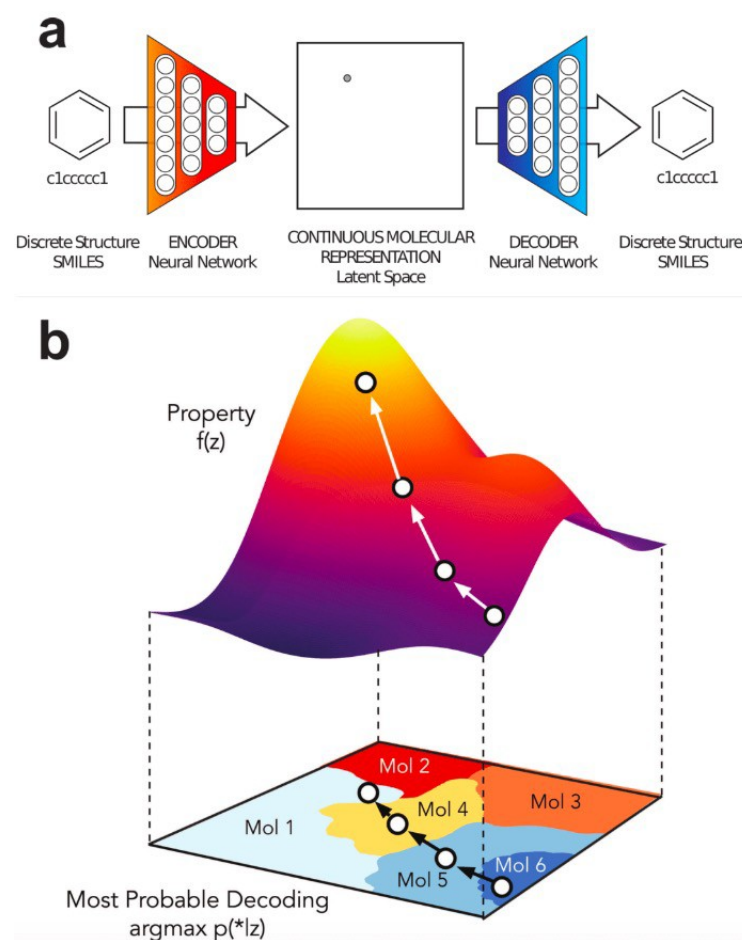 a
c1ccccc1
c1ccccc1
Discrete Structure
SMILES
ENCODER
Neural Network
CONTINUOUS MOLECULAR
REPRESENTATION
Latent Space
DECODER
Neural Network
Discrete Structure
SMILES
b
Property
f(z)
Mol 2
Mol 3
Mol 4
Mol 1
Mol 6
Mol 5
Most Probable Decoding
argmax p(*|z)